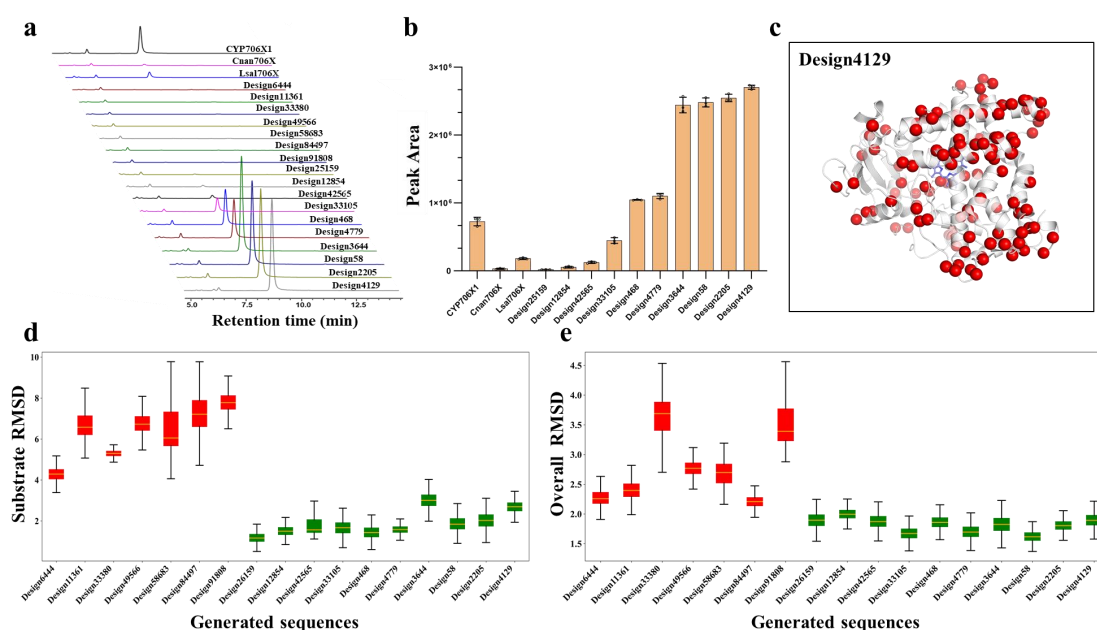 a
CYP706X1
Cnan706X
Lsal706X
Design6444
Design11361
Design33380
Design49566
Design58683
Design84497
Design91808
Design25159
Design12854
Design42565
Design33105
Design468
Design4779
Design3644
Design58
Design2205
Design4129
5.0 7.5 10.0 12.5
Retention time (min)
b
Peak Area
3×10⁶
2×10⁶
1×10⁶
0
CYP706X1 Cnan706X Lsal706X Design25159 Design12854 Design42565 Design33105 Design468 Design4779 Design3644 Design58 Design2205 Design4129
c
Design4129
d
Substrate RMSD
10
8
6
4
2
Design6444 Design11361 Design33380 Design49566 Design58683 Design84497 Design91808 Design26159 Design12854 Design42565 Design33105 Design468 Design4779 Design3644 Design58 Design2205 Design4129
Generated sequences
e
Overall RMSD
4.5
4.0
3.5
3.0
2.5
2.0
1.5
Design6444 Design11361 Design33380 Design49566 Design58683 Design84497 Design91808 Design26159 Design12854 Design42565 Design33105 Design468 Design4779 Design3644 Design58 Design2205 Design4129
Generated sequences